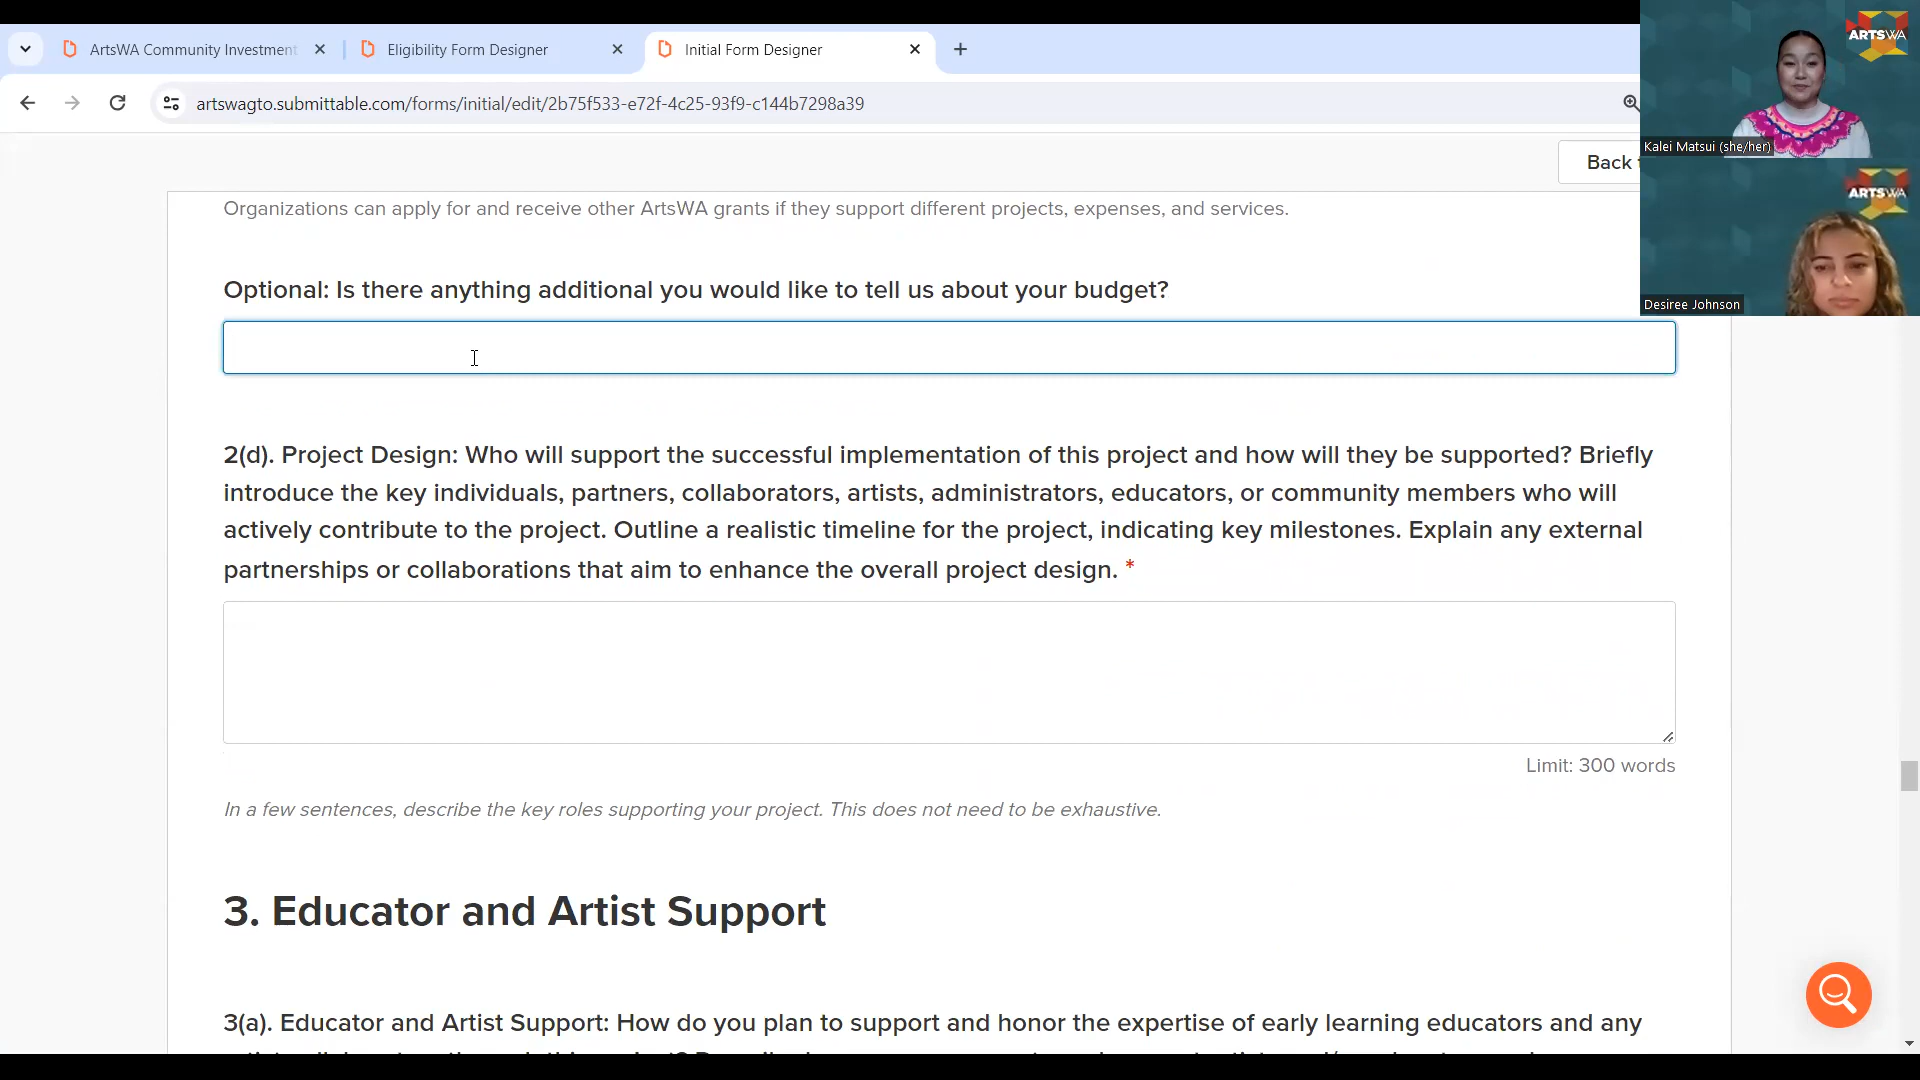 ArtsWA Community Investment
Eligibility Form Designer
Initial Form Designer
artswagto.submittable.com/forms/initial/edit/2b75f533-e72f-4c25-93f9-c144b7298a39
Back
ARTSWA
Kalei Matsui (she/her)
ARTSWA
Desiree Johnson
Organizations can apply for and receive other ArtsWA grants if they support different projects, expenses, and services.
Optional: Is there anything additional you would like to tell us about your budget?
2(d). Project Design: Who will support the successful implementation of this project and how will they be supported? Briefly
introduce the key individuals, partners, collaborators, artists, administrators, educators, or community members who will
actively contribute to the project. Outline a realistic timeline for the project, indicating key milestones. Explain any external
partnerships or collaborations that aim to enhance the overall project design. *
Limit: 300 words
In a few sentences, describe the key roles supporting your project. This does not need to be exhaustive.
3. Educator and Artist Support
3(a). Educator and Artist Support: How do you plan to support and honor the expertise of early learning educators and any